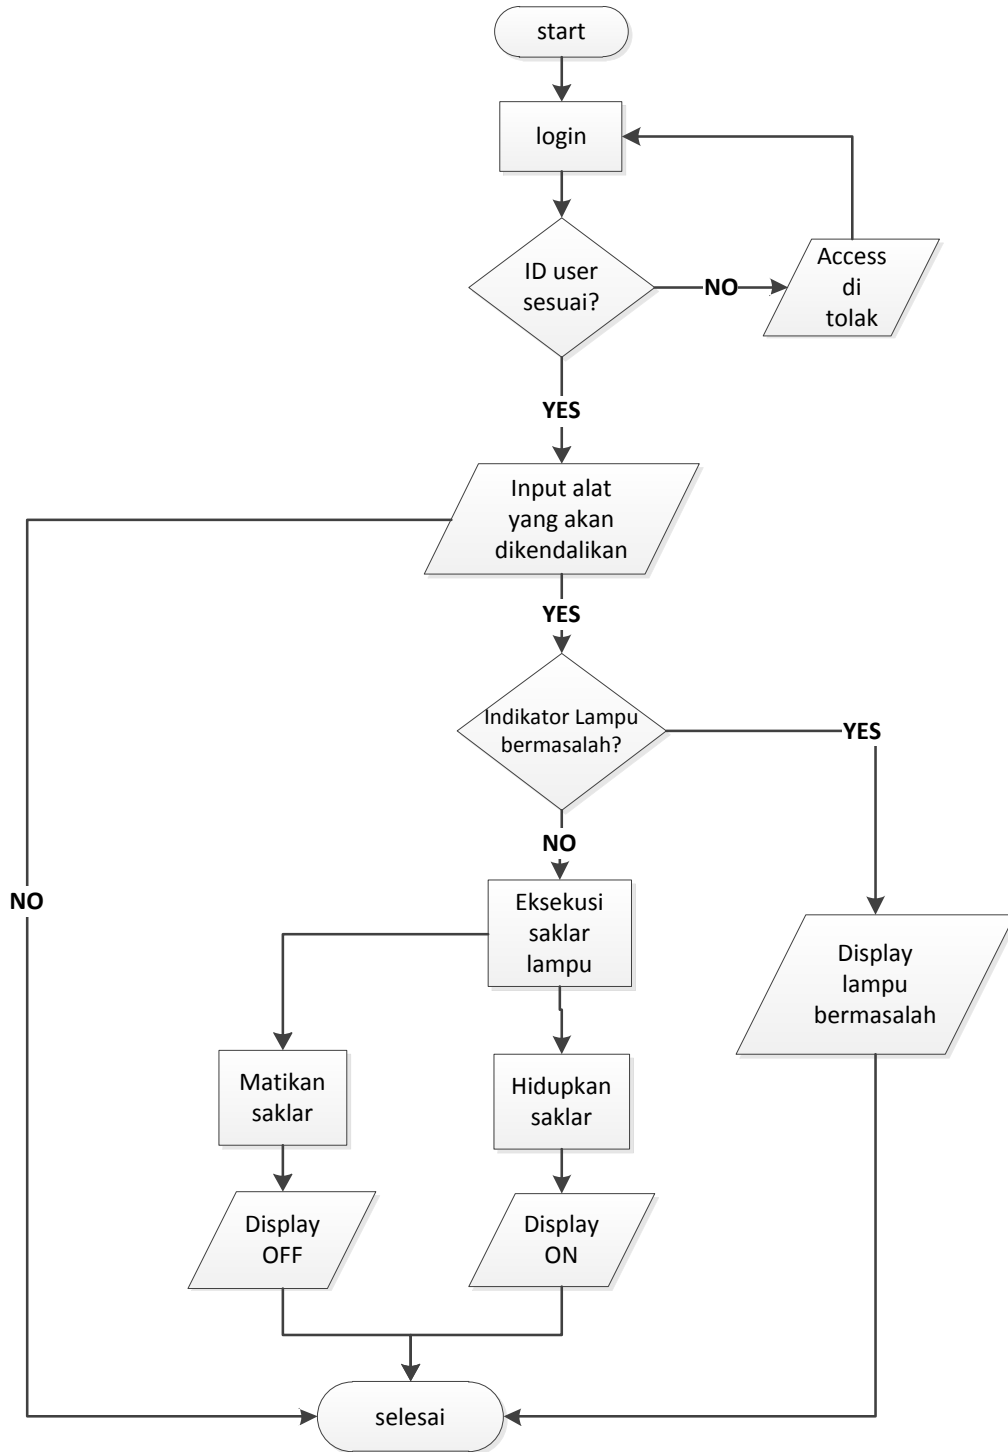 start
login
ID user
sesuai?
NO
Access
di
tolak
YES
Input alat
yang akan
dikendalikan
YES
Indikator Lampu
bermasalah?
YES
NO
NO
Eksekusi
saklar
lampu
Display
lampu
bermasalah
Matikan
saklar
Hidupkan
saklar
Display
OFF
Display
ON
selesai